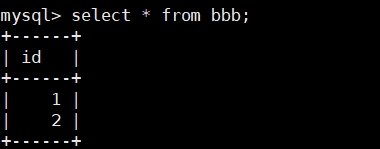 mysql> select * from bbb;
+------+
| id   |
+------+
|    1 |
|    2 |
+------+